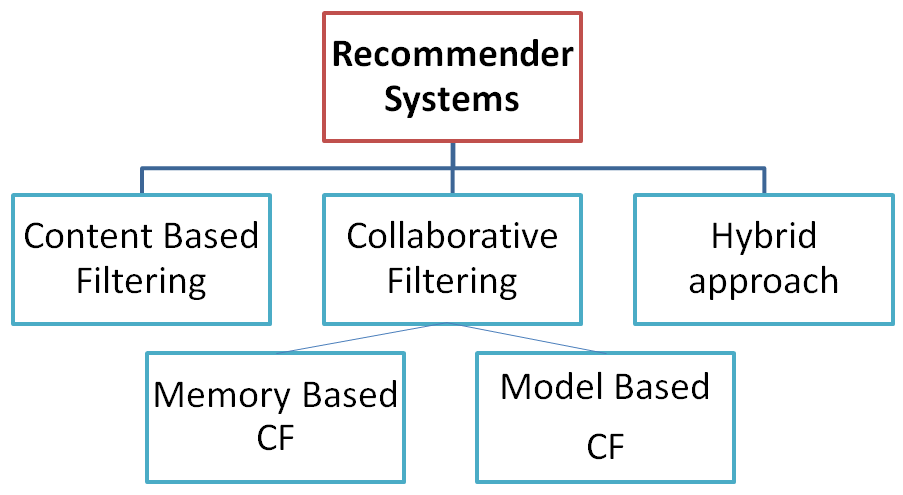 Recommender
Systems
Content Based
Filtering
Collaborative
Filtering
Hybrid
approach
Memory Based
CF
Model Based
CF